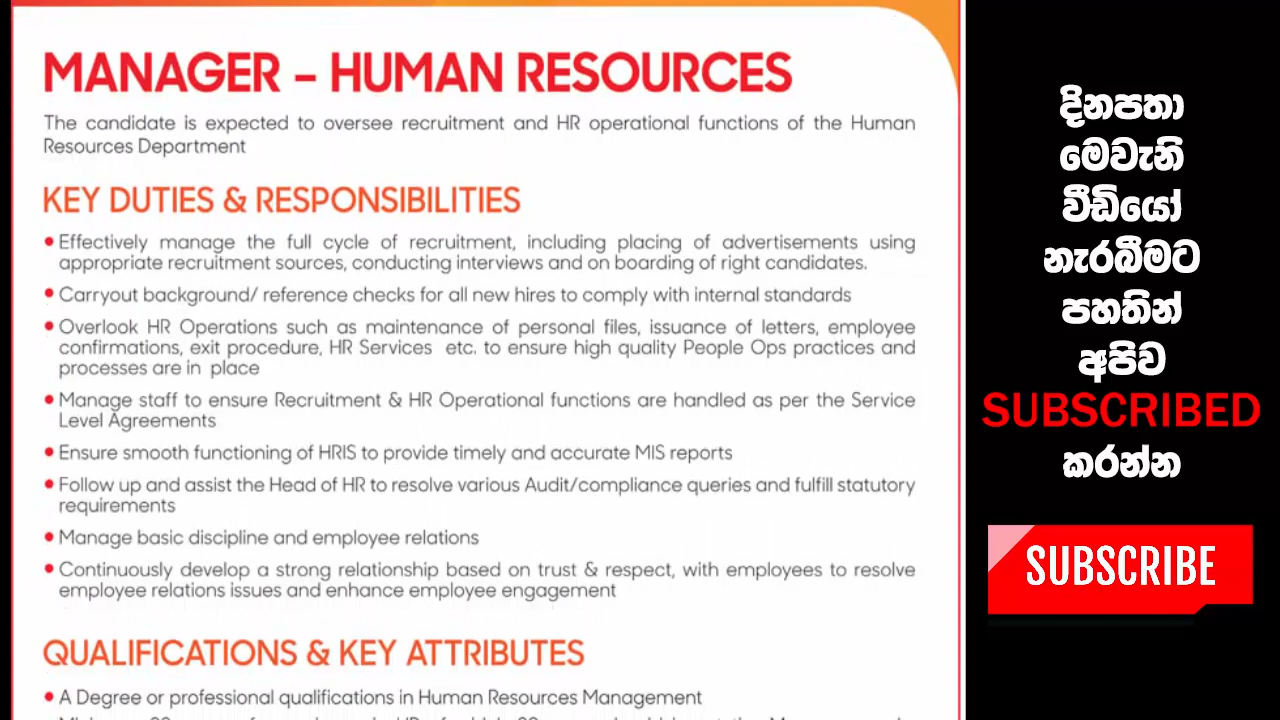 MANAGER – HUMAN RESOURCES
The candidate is expected to oversee recruitment and HR operational functions of the Human
Resources Department
KEY DUTIES & RESPONSIBILITIES
• Effectively manage the full cycle of recruitment, including placing of advertisements using
appropriate recruitment sources, conducting interviews and on boarding of right candidates.
• Carryout background/ reference checks for all new hires to comply with internal standards
• Overlook HR Operations such as maintenance of personal files, issuance of letters, employee
confirmations, exit procedure, HR Services etc. to ensure high quality People Ops practices and
processes are in place
• Manage staff to ensure Recruitment & HR Operational functions are handled as per the Service
Level Agreements
• Ensure smooth functioning of HRIS to provide timely and accurate MIS reports
• Follow up and assist the Head of HR to resolve various Audit/compliance queries and fulfill statutory
requirements
• Manage basic discipline and employee relations
• Continuously develop a strong relationship based on trust & respect, with employees to resolve
employee relations issues and enhance employee engagement
QUALIFICATIONS & KEY ATTRIBUTES
• A Degree or professional qualifications in Human Resources Management
දිනපතා
මෙවැනි
වීඩියෝ
නැරබීමට
පහතින්
අපිව
SUBSCRIBED
කරන්න
SUBSCRIBE